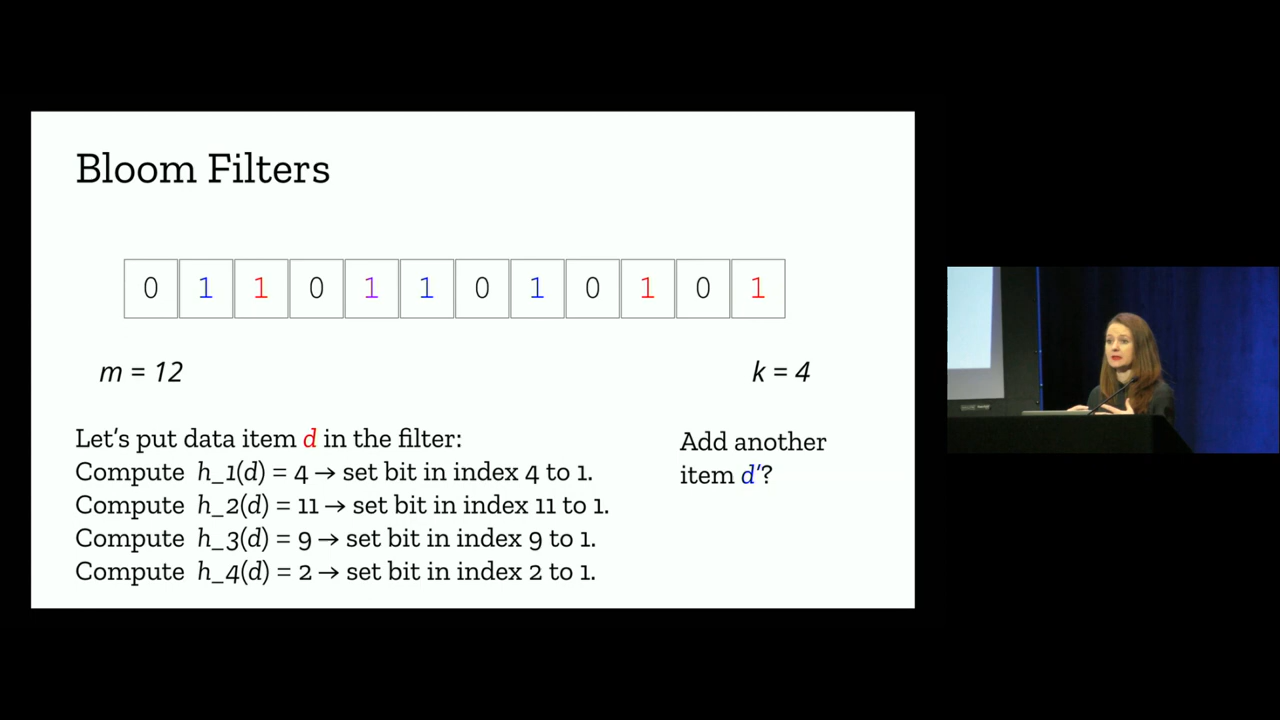 Bloom Filters
0 1 1 0 1 1 0 1 0 1 0 1
m = 12
k = 4
Let's put data item d in the filter:
Compute h_1(d) = 4 → set bit in index 4 to 1.
Compute h_2(d) = 11 → set bit in index 11 to 1.
Compute h_3(d) = 9 → set bit in index 9 to 1.
Compute h_4(d) = 2 → set bit in index 2 to 1.
Add another
item d'?